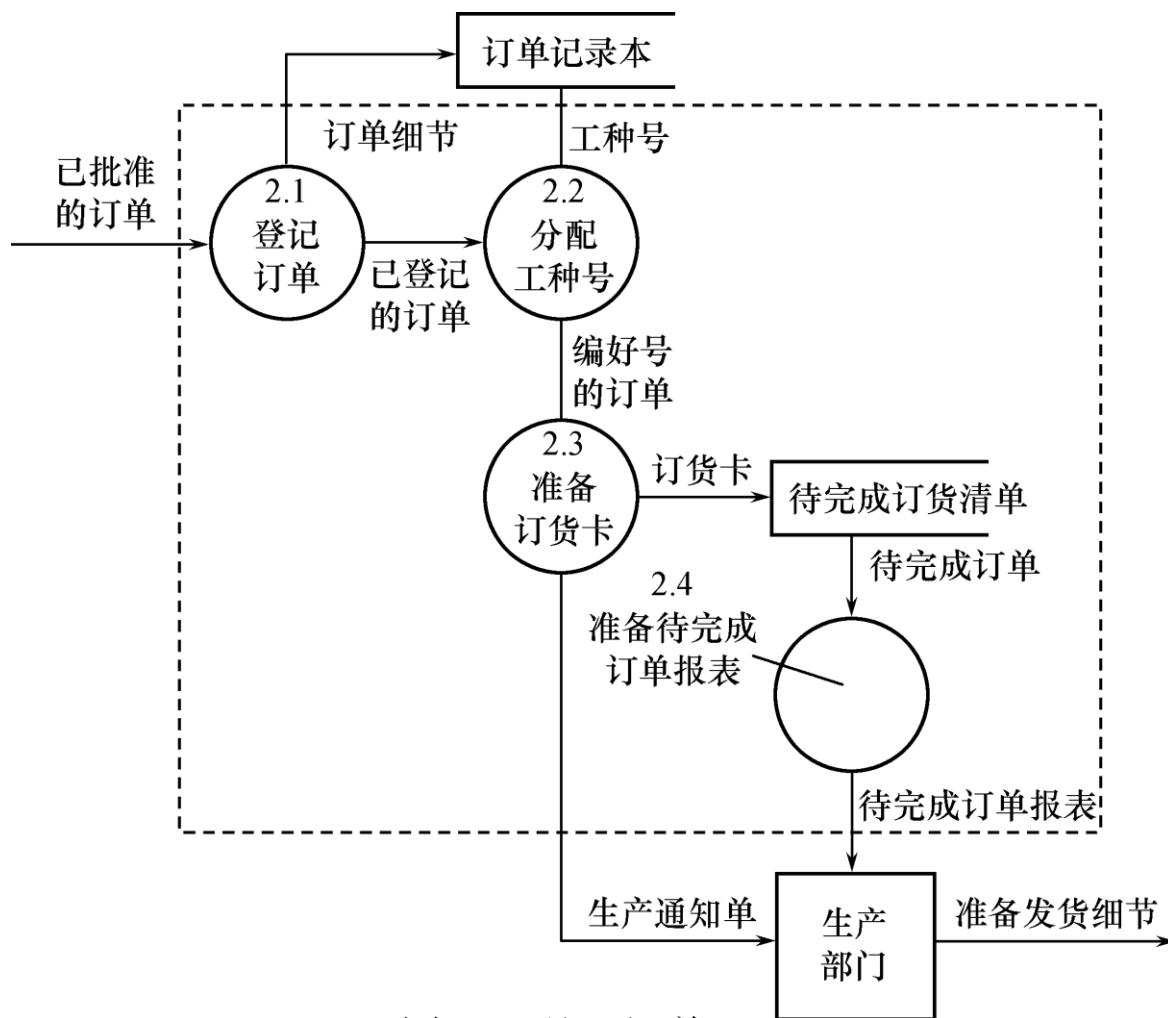 订单记录本
订单细节
工种号
已批准
的订单
2.1
登记
订单
2.2
分配
工种号
已登记
的订单
编好号
的订单
2.3
准备
订货卡
订货卡
待完成订货清单
待完成订单
2.4
准备待完成
订单报表
待完成订单报表
生产通知单
生产
部门
准备发货细节